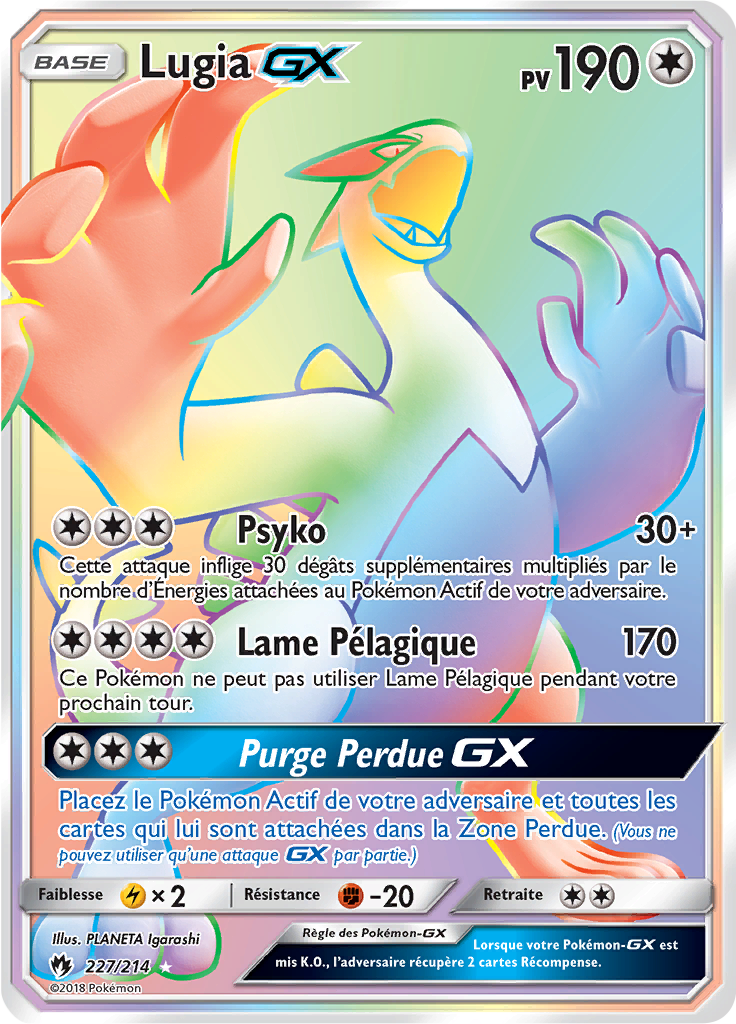 BASE Lugia GX PV 190
Psyko 30+
Cette attaque inflige 30 dégâts supplémentaires multipliés par le
nombre d'Énergies attachées au Pokémon Actif de votre adversaire.
Lame Pélagique 170
Ce Pokémon ne peut pas utiliser Lame Pélagique pendant votre
prochain tour.
Purge Perdue GX
Placez le Pokémon Actif de votre adversaire et toutes les
cartes qui lui sont attachées dans la Zone Perdue. (Vous ne
pouvez utiliser qu'une attaque GX par partie.)
Faiblesse ×2 Résistance -20 Retraite
Illus. PLANETA Igarashi
227/214
©2018 Pokémon
Règle des Pokémon-GX
Lorsque votre Pokémon-GX est
mis K.O., l'adversaire récupère 2 cartes Récompense.